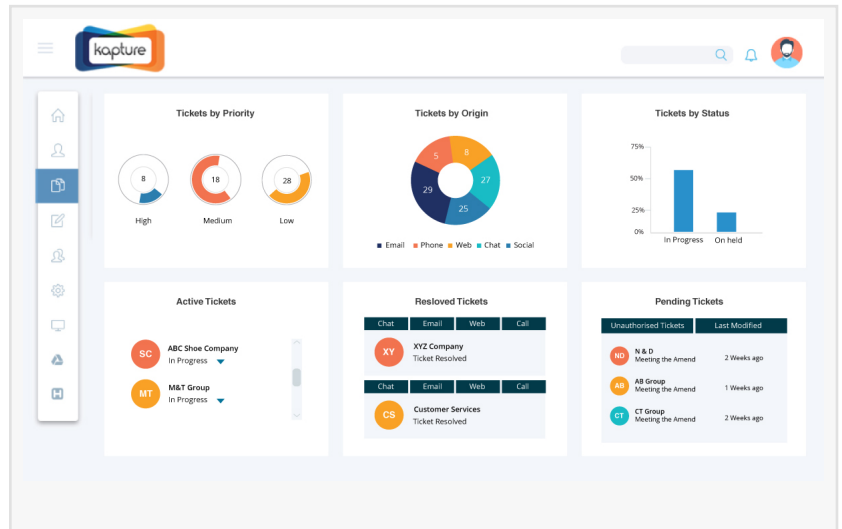 kapture
Tickets by Priority
8
18
28
High
Medium
Low
Tickets by Origin
5
8
29
27
25
Email Phone Web Chat Social
Tickets by Status
75%
50%
25%
0%
In Progress
On held
Active Tickets
SC
ABC Shoe Company
In Progress
MT
M&T Group
In Progress
Resloved Tickets
Chat Email Web Call
XY
XYZ Company
Ticket Resolved
Chat Email Web Call
CS
Customer Services
Ticket Resolved
Pending Tickets
Unauthorised Tickets Last Modified
ND
N & D
Meeting the Amend
2 Weeks ago
AB
AB Group
Meeting the Amend
1 Weeks ago
CT
CT Group
Meeting the Amend
2 Weeks ago